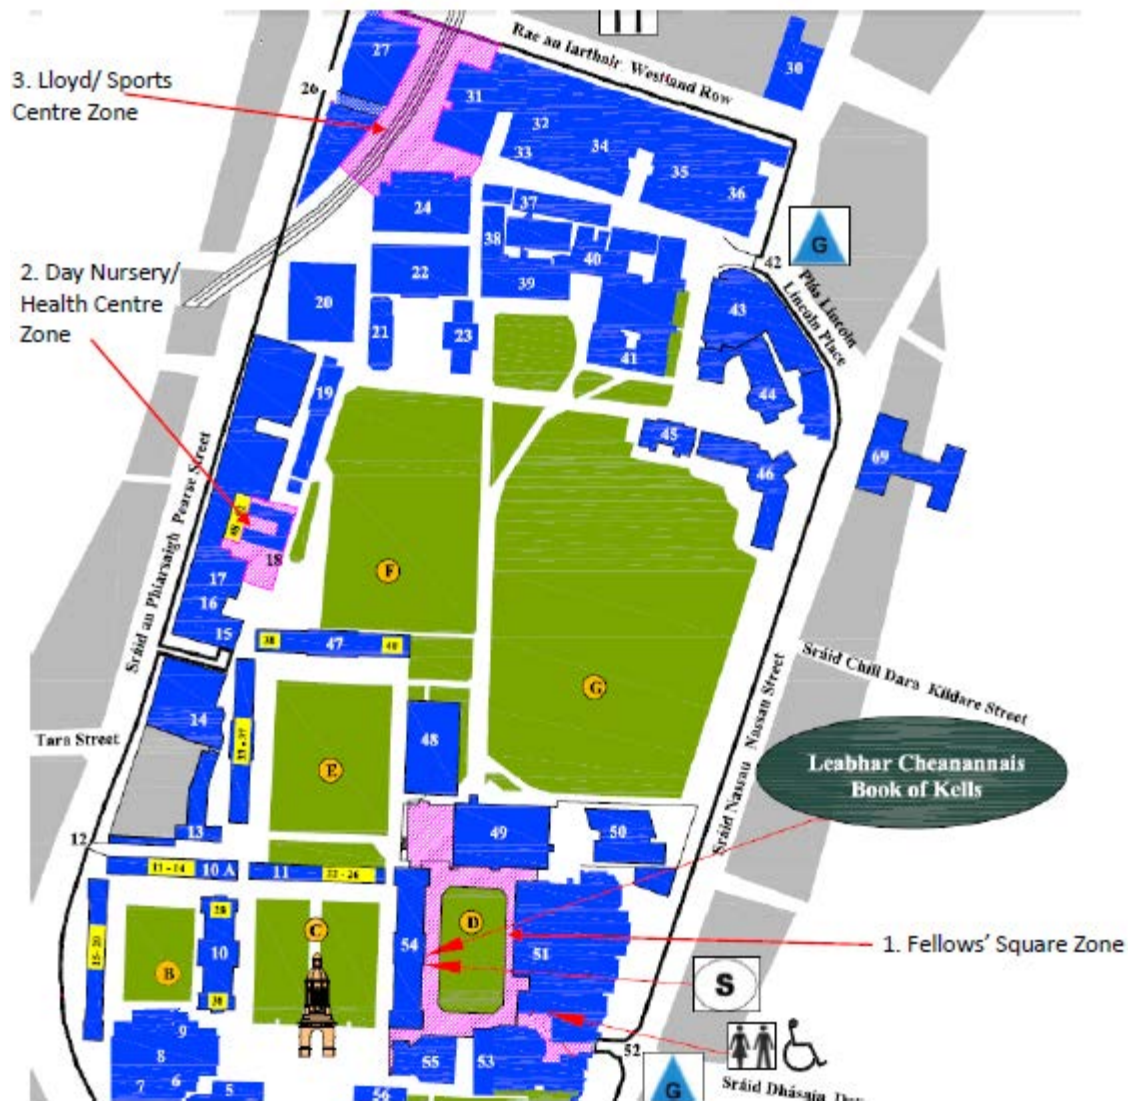 27
Rae an Iarthair Westland Row
30
3. Lloyd/ Sports
Centre Zone
26
31
32
33
34
35
36
24
37
38
40
G
42
Plás Lincoln
Lincoln Place
2. Day Nursery/
Health Centre
Zone
22
39
20
21
23
43
41
19
44
45
46
69
Sráid an Phiarsaigh Pearse Street
18
17
16
15
F
38
47
40
G
Sráid Chill Dara Kildare Street
Sráid Nassau Nassau Street
14
Tara Street
48
E
Leabhar Cheanannais
Book of Kells
12
13
49
50
10 A
11
22 - 26
28
C
D
54
51
1. Fellows' Square Zone
10
B
S
30
9
8
7
6
5
55
53
52
56
G
Sráid Dhásain